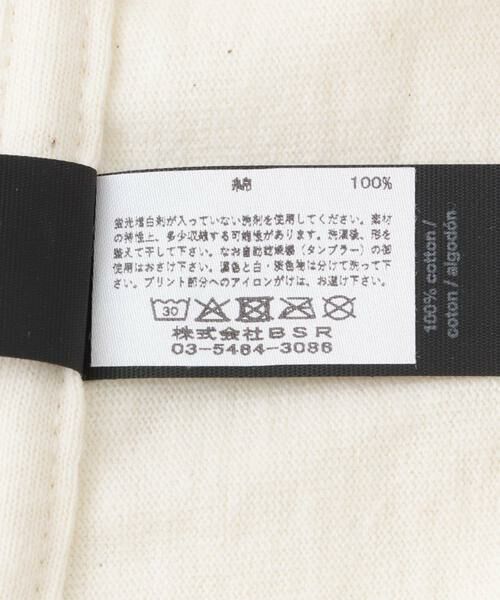 綿 100%
蛍光増白剤が入っていない洗剤を使用してください。素材
の特性上、多少収縮する可能性があります。洗濯後、形を
整えて干して下さい。なお自動乾燥機（タンブラー）の御
使用はおさけ下さい。濃色と白・淡色物は分けて洗って下
さい。プリント部分へのアイロンがけは、お避け下さい。
30
株式会社BSR
03-5464-3086
100% cotton /
coton / algodón